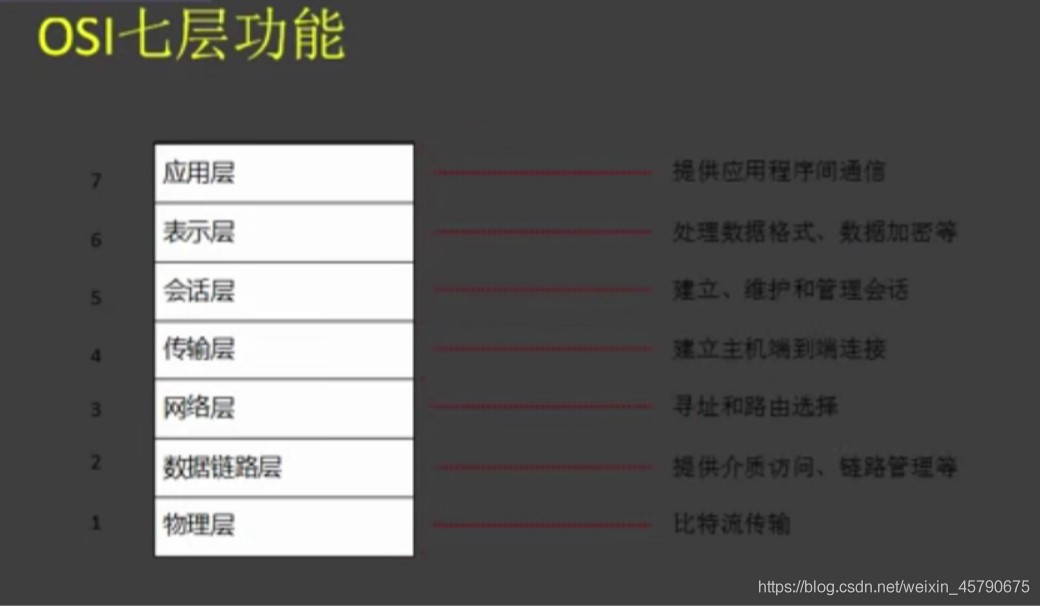 OSI七层功能
7 应用层 提供应用程序间通信
6 表示层 处理数据格式、数据加密等
5 会话层 建立、维护和管理会话
4 传输层 建立主机端到端连接
3 网络层 寻址和路由选择
2 数据链路层 提供介质访问、链路管理等
1 物理层 比特流传输
https://blog.csdn.net/weixin_45790675